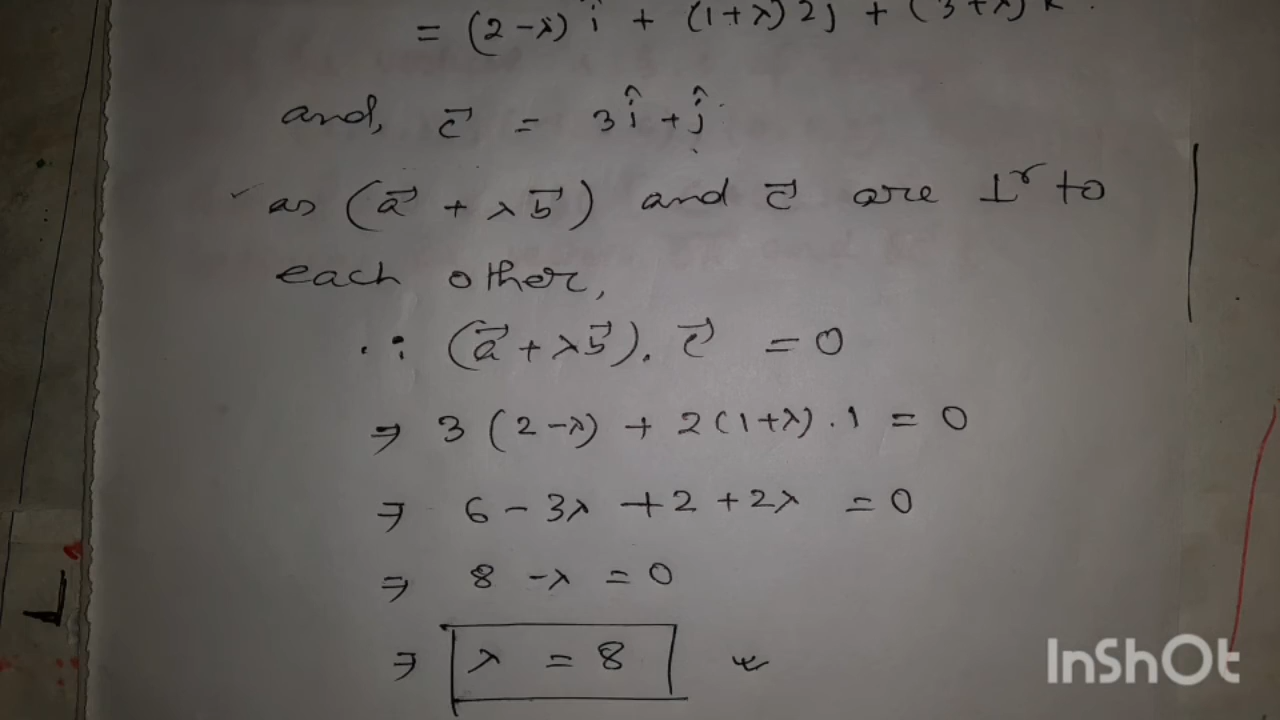 = (2-λ) î + (1+λ) 2j + (3+λ) k
and, c⃗ = 3î + ĵ
as (a⃗ + λb⃗) and c⃗ are ⊥r to
each other,
∴ (a⃗ + λb⃗). c⃗ = 0
⇒ 3 (2-λ) + 2(1+λ).1 = 0
⇒ 6 - 3λ + 2 + 2λ = 0
⇒ 8 - λ = 0
⇒ λ = 8
InShOt